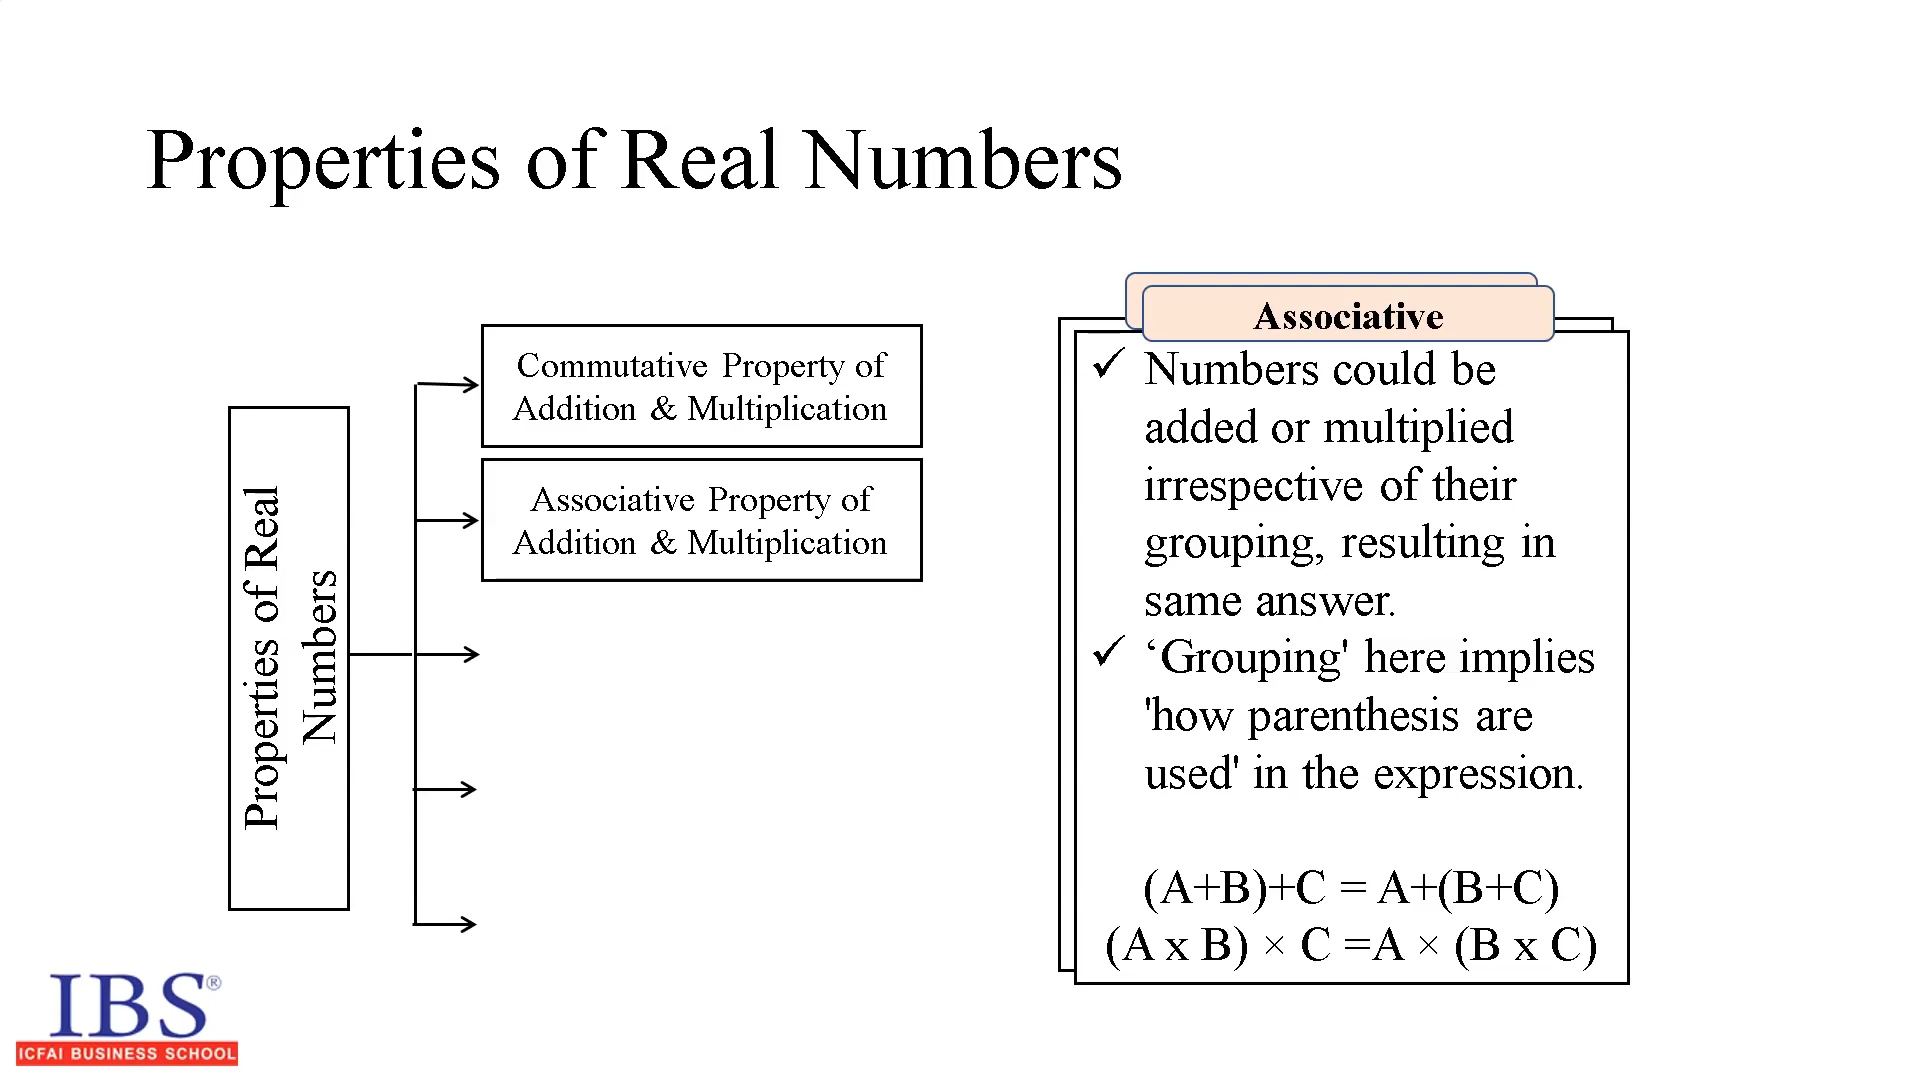 Properties of Real Numbers
Properties of Real
Numbers
Commutative Property of
Addition & Multiplication
Associative Property of
Addition & Multiplication
Associative
✓ Numbers could be
added or multiplied
irrespective of their
grouping, resulting in
same answer.
✓ ‘Grouping' here implies
'how parenthesis are
used' in the expression.
(A+B)+C = A+(B+C)
(A x B) × C =A × (B x C)
IBS®
ICFAI BUSINESS SCHOOL